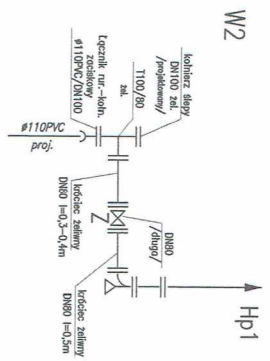 W2
kołnierz ślepy
DN100 żel.
/projektowany/
T100/80
żel.
Łącznik rur.-kołn.
zaciskowy
ø110PVC/DN100
ø110PVC
proj.
króciec żeliwny
DN80 l=0,3-0,4m
Z
DN80
/długa/
króciec żeliwny
DN80 l=0,5m
Hp1